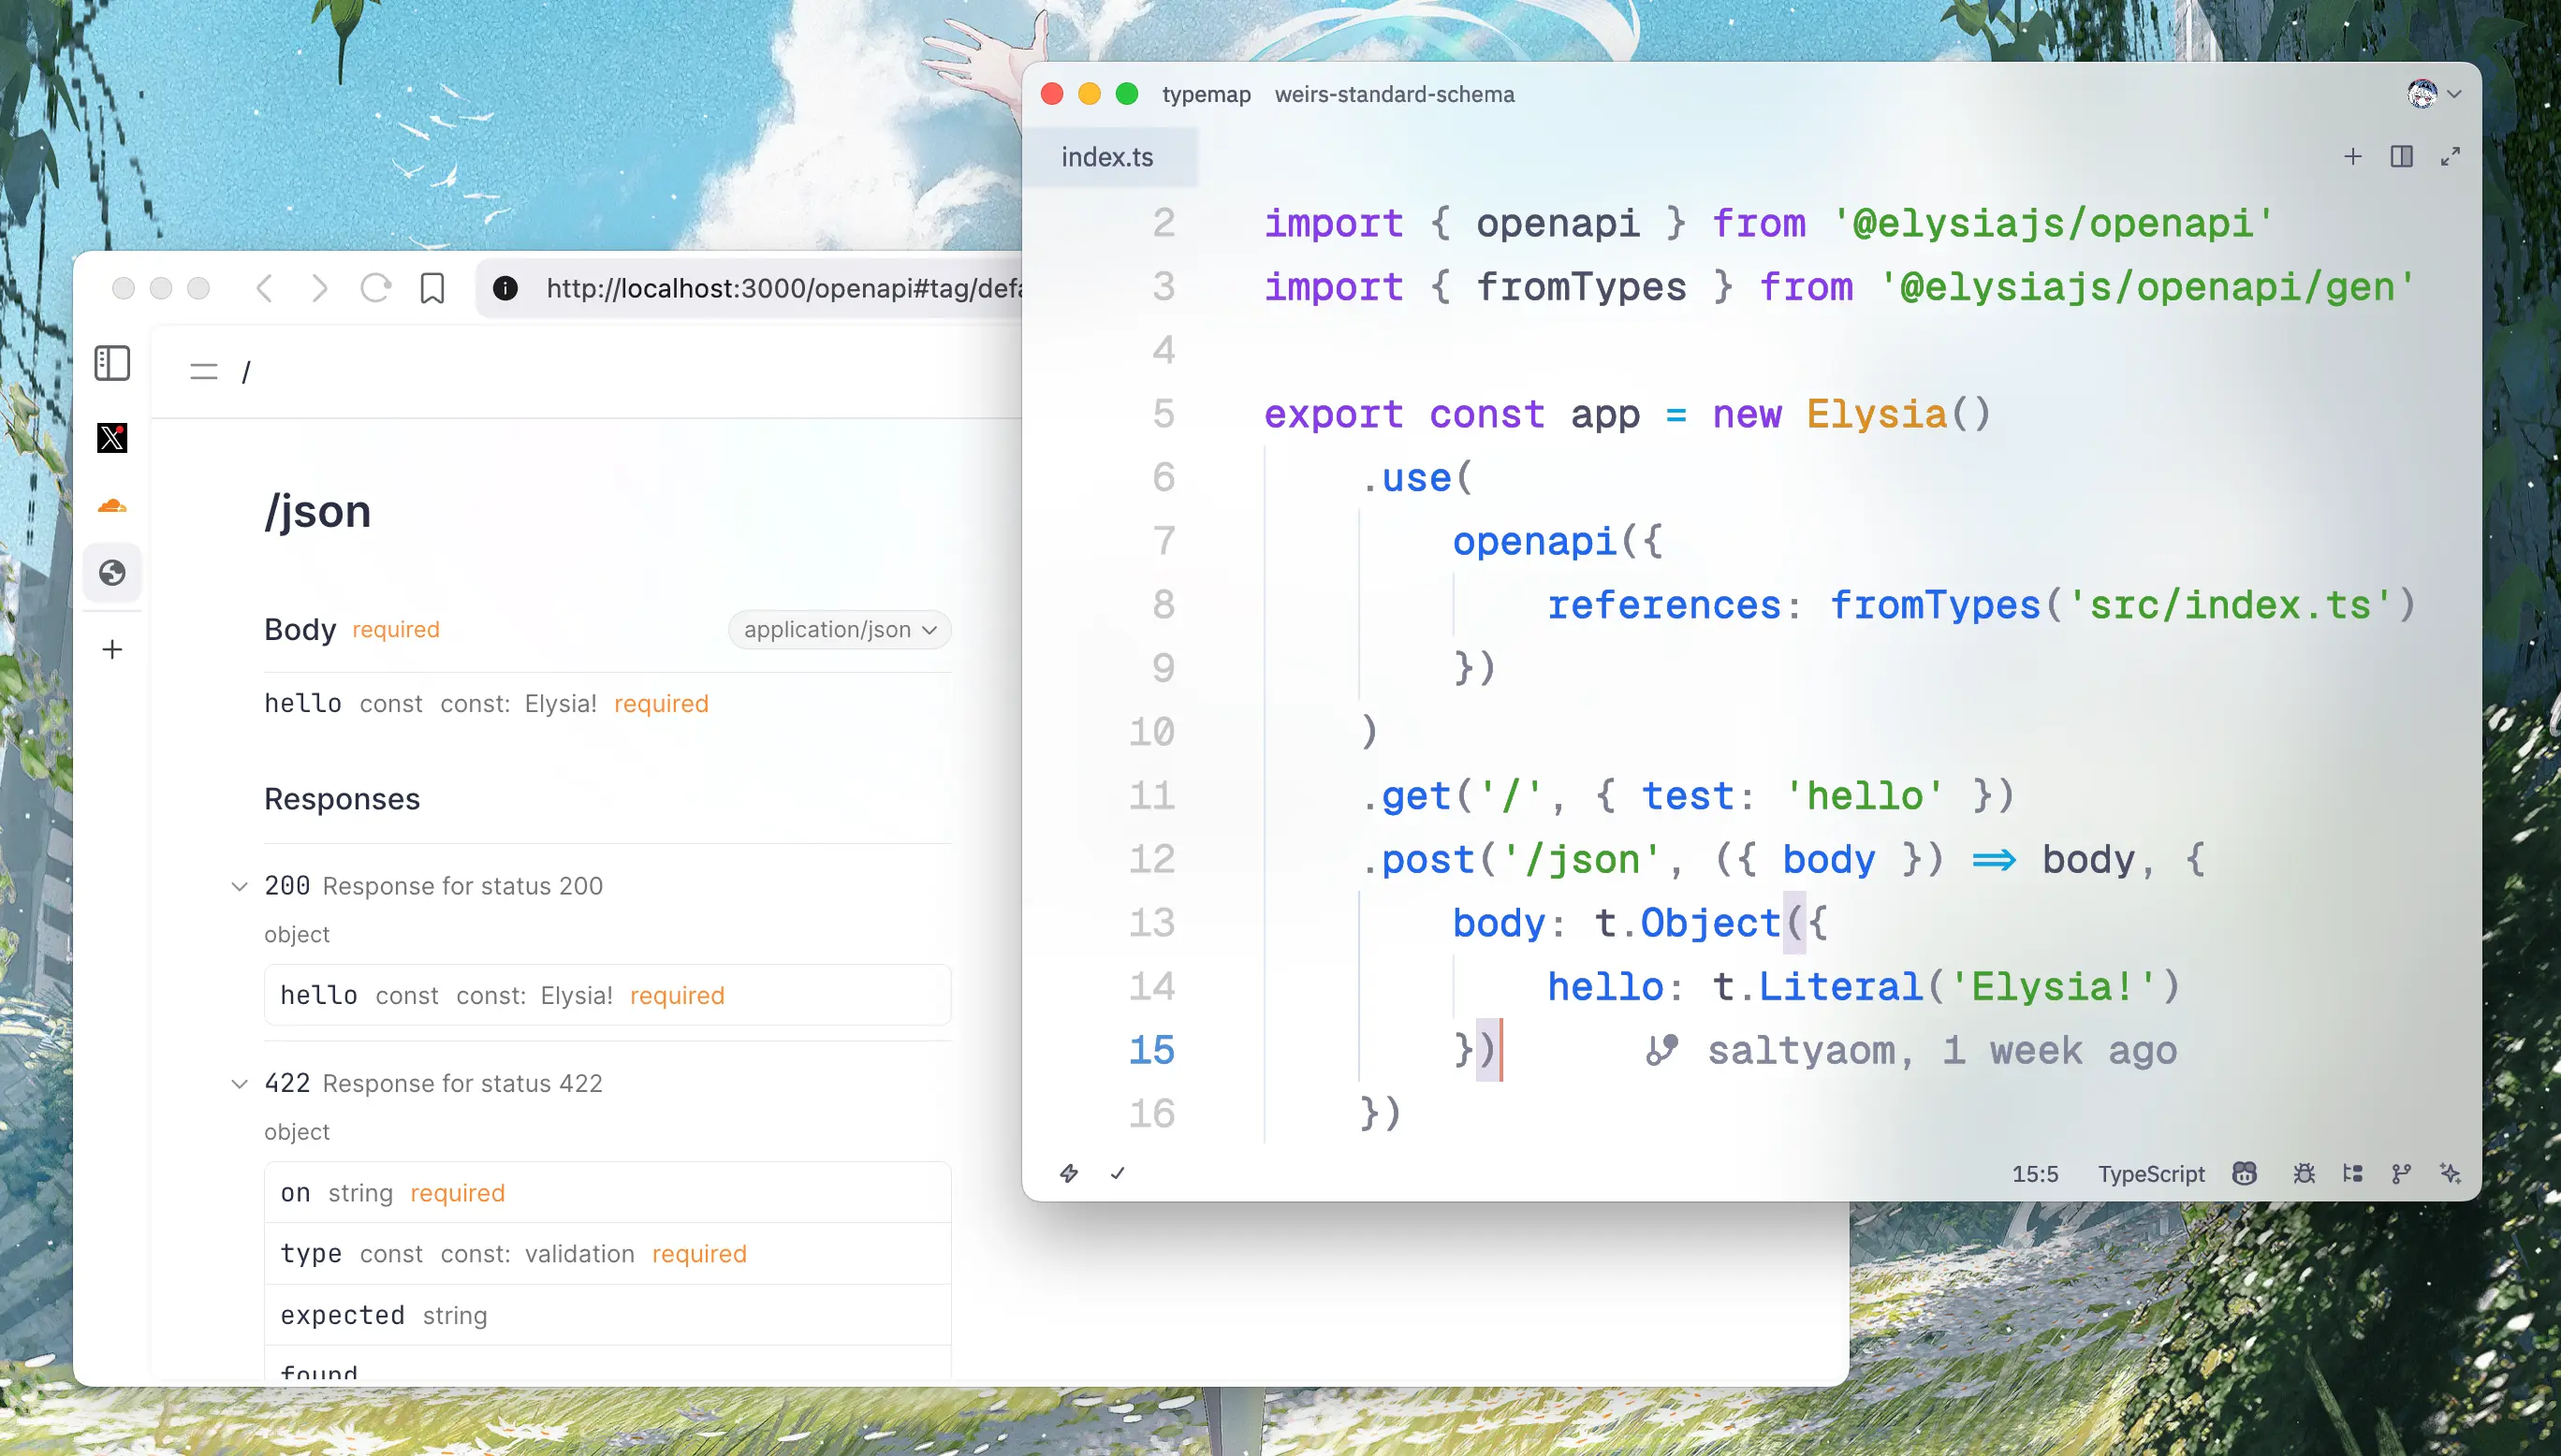 typemap weirs-standard-schema
index.ts
2 import { openapi } from '@elysiajs/openapi'
3 import { fromTypes } from '@elysiajs/openapi/gen'
4
5 export const app = new Elysia()
6 .use(
7 openapi({
8 references: fromTypes('src/index.ts')
9 })
10 )
11 .get('/', { test: 'hello' })
12 .post('/json', ({ body }) => body, {
13 body: t.Object({
14 hello: t.Literal('Elysia!')
15 }) saltyaom, 1 week ago
16 })
15:5 TypeScript
http://localhost:3000/openapi#tag/defa
/
/json
Body required application/json
hello const const: Elysia! required
Responses
200 Response for status 200
object
hello const const: Elysia! required
422 Response for status 422
object
on string required
type const const: validation required
expected string
found